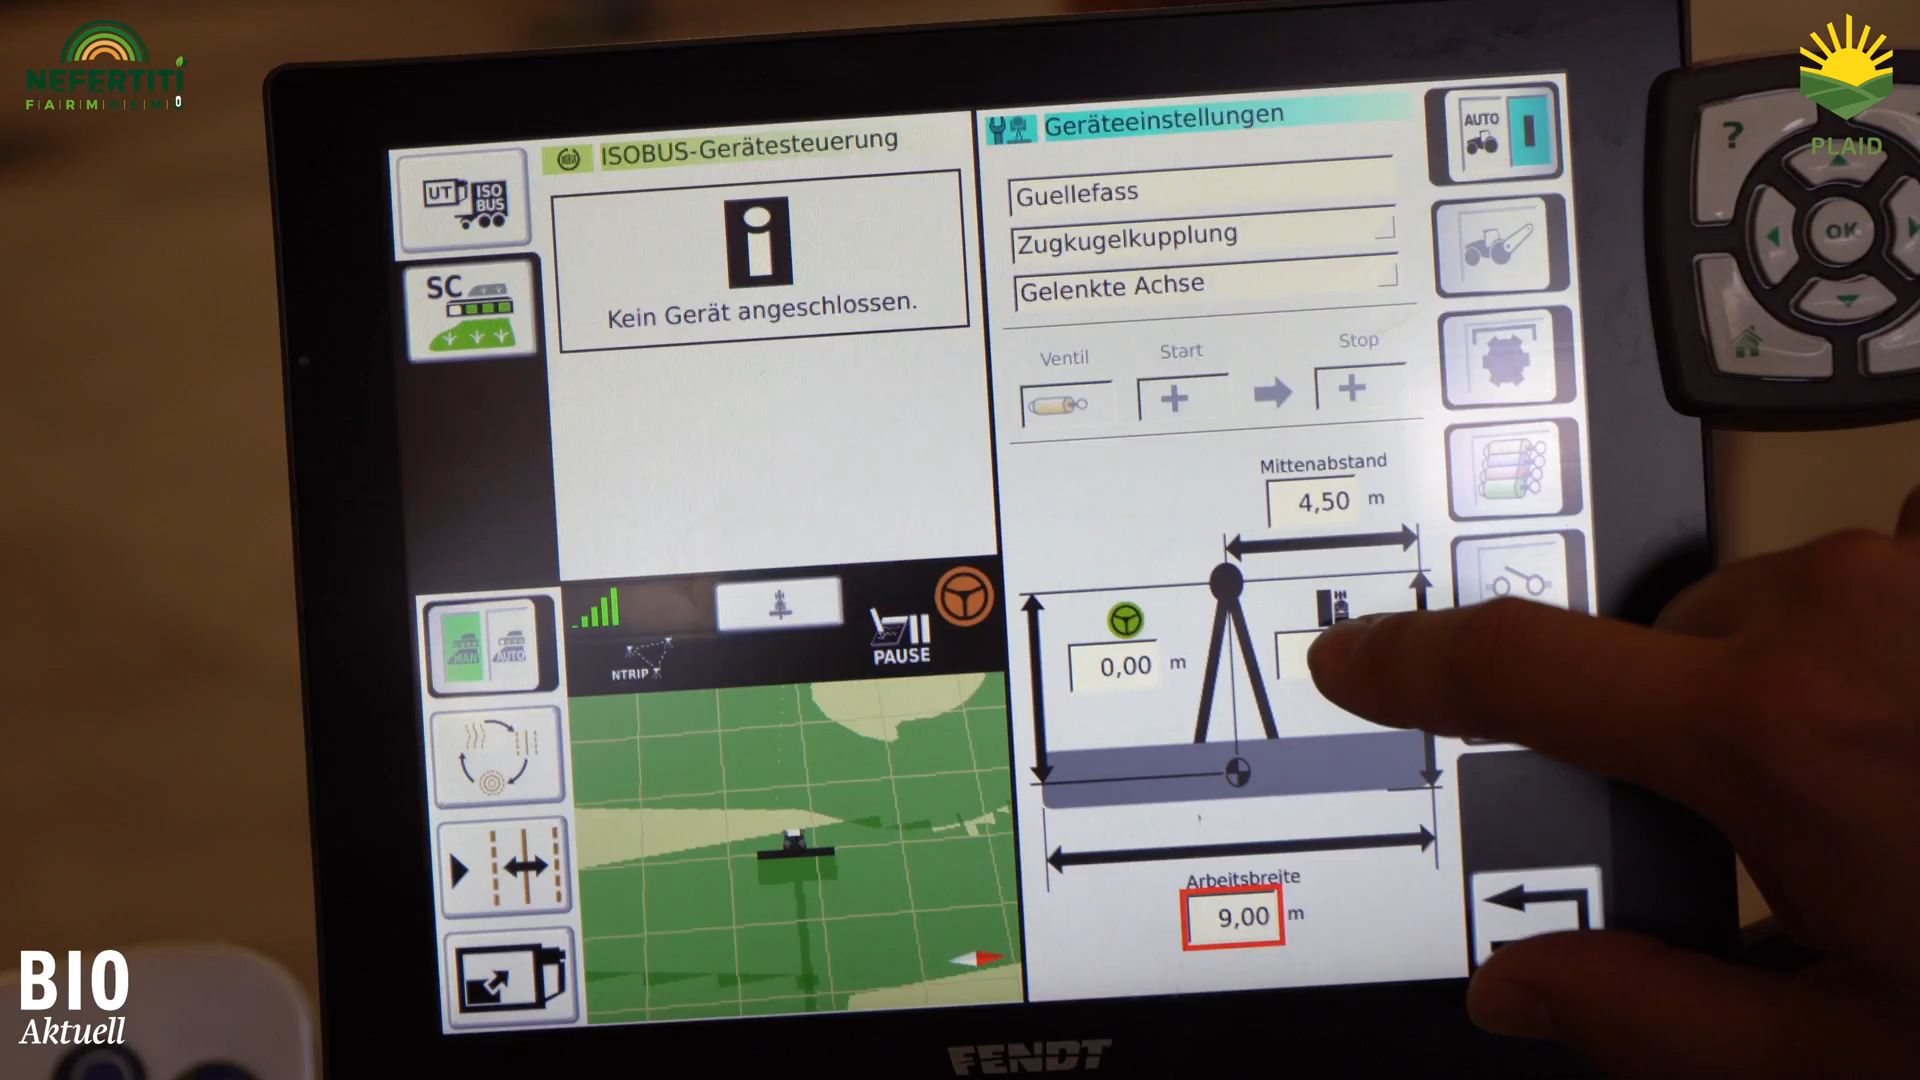 NEFERTITI
FARMDEMO
PLAID
ISOBUS-Gerätesteuerung
Kein Gerät angeschlossen.
UT
ISO
BUS
SC
Geräteeinstellungen
Guellefass
Zugkugelkupplung
Gelenkte Achse
Ventil
Start
Stop
Mittenabstand
4,50 m
0,00 m
Arbeitsbreite
9,00 m
AUTO
?
OK
MAN
AUTO
NTRIP
PAUSE
FENDT
BIO
Aktuell